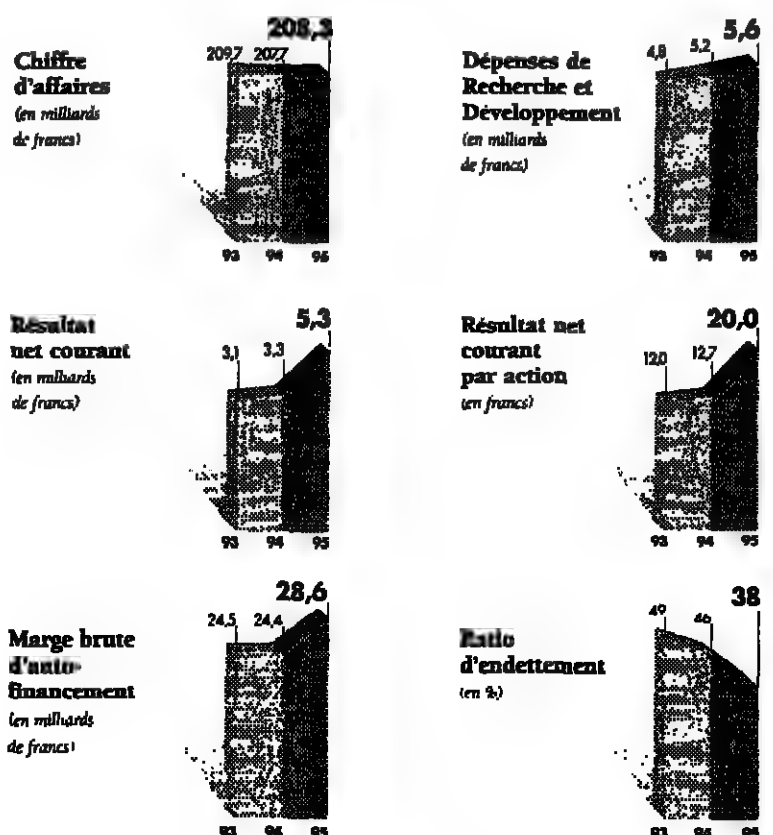 Chiffre
d'affaires
(en milliards
de francs)
209,7 207,7 208,3
93 94 95
Dépenses de
Recherche et
Développement
(en milliards
de francs)
4,8 5,2 5,6
93 94 95
Résultat
net courant
(en milliards
de francs)
3,1 3,3 5,3
93 94 95
Résultat net
courant
par action
(en francs)
12,0 12,7 20,0
93 94 95
Marge brute
d'auto-
financement
(en milliards
de francs)
24,5 24,4 28,6
93 94 95
Ratio
d'endettement
(en %)
49 46 38
93 94 95